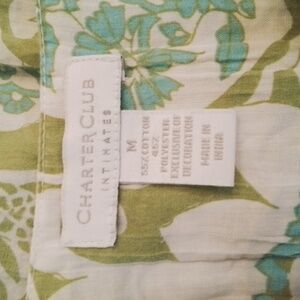 CHARTER CLUB
INTIMATES
M
55%COTTON
45%
POLYESTER
EXCLUSIVE OF
DECORATION
MADE IN
INDIA